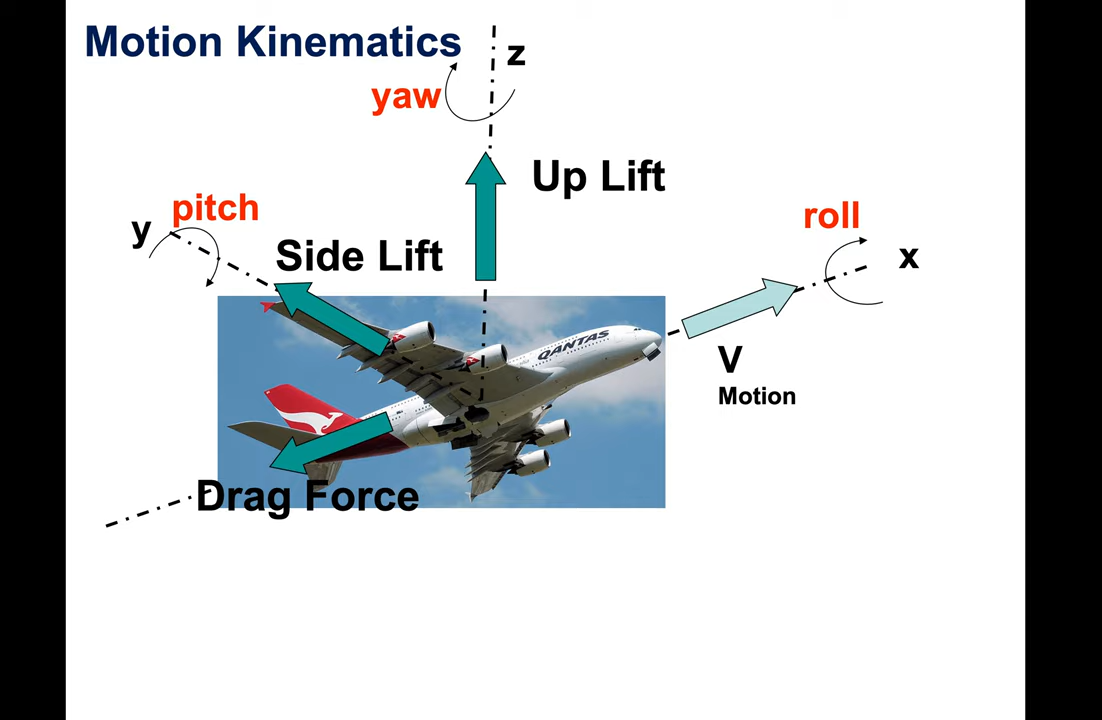 Motion Kinematics
z
yaw
Up Lift
pitch
roll
y
Side Lift
x
QANTAS
V
Motion
Drag Force